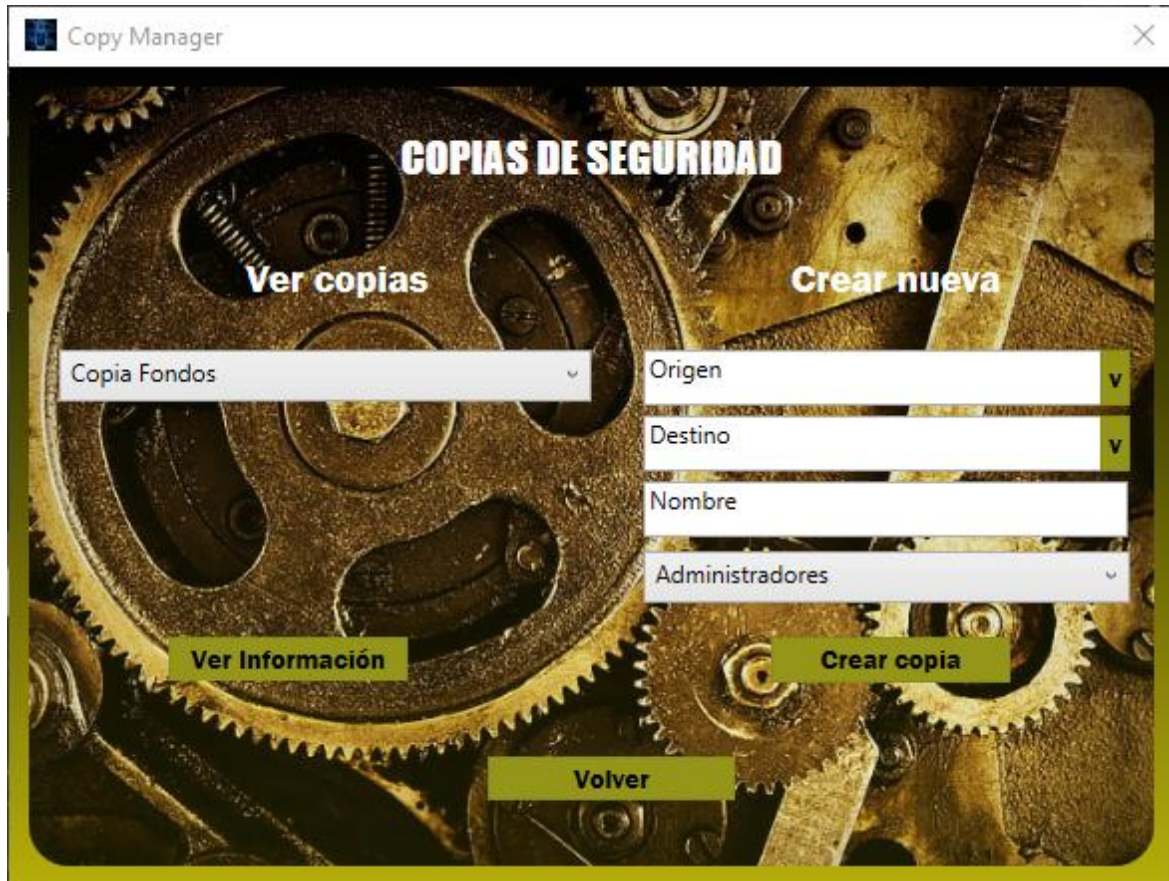 Copy Manager
COPIAS DE SEGURIDAD
Ver copias
Copia Fondos
Ver Información
Crear nueva
Origen v
Destino v
Nombre
Administradores
Crear copia
Volver